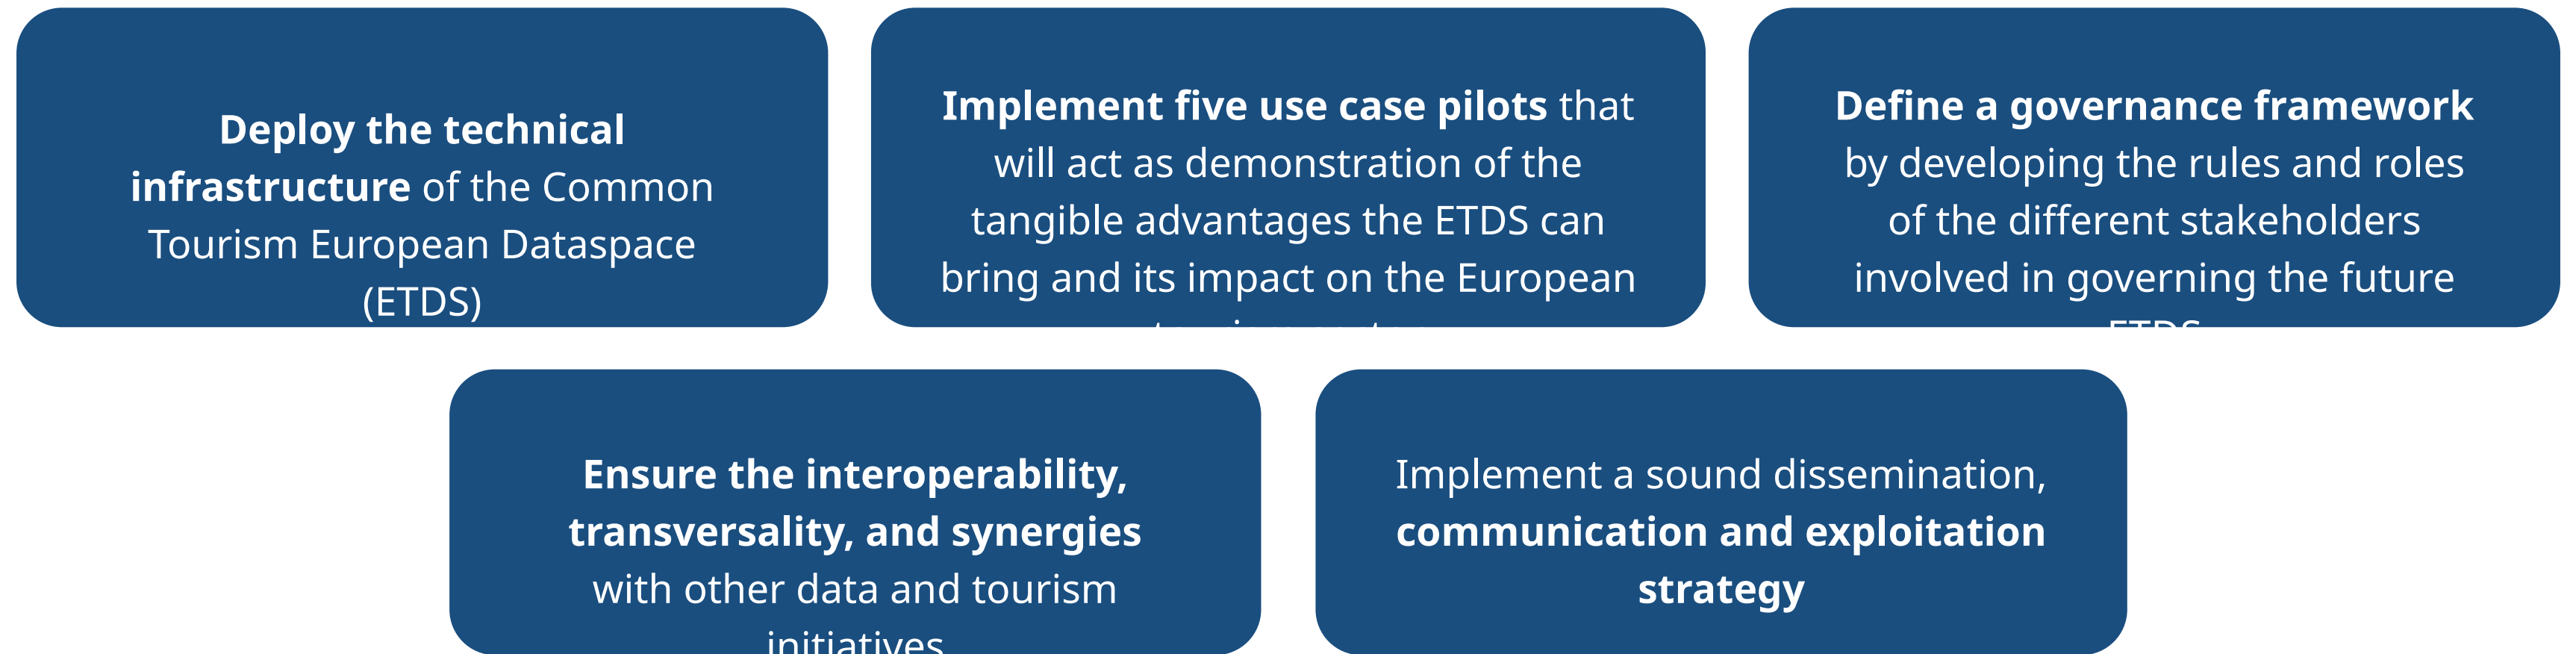 Deploy the technical
infrastructure of the Common
Tourism European Dataspace
(ETDS)
Implement five use case pilots that
will act as demonstration of the
tangible advantages the ETDS can
bring and its impact on the European
Define a governance framework
by developing the rules and roles
of the different stakeholders
involved in governing the future
ETDS
Ensure the interoperability,
transversality, and synergies
with other data and tourism
initiatives
Implement a sound dissemination,
communication and exploitation
strategy